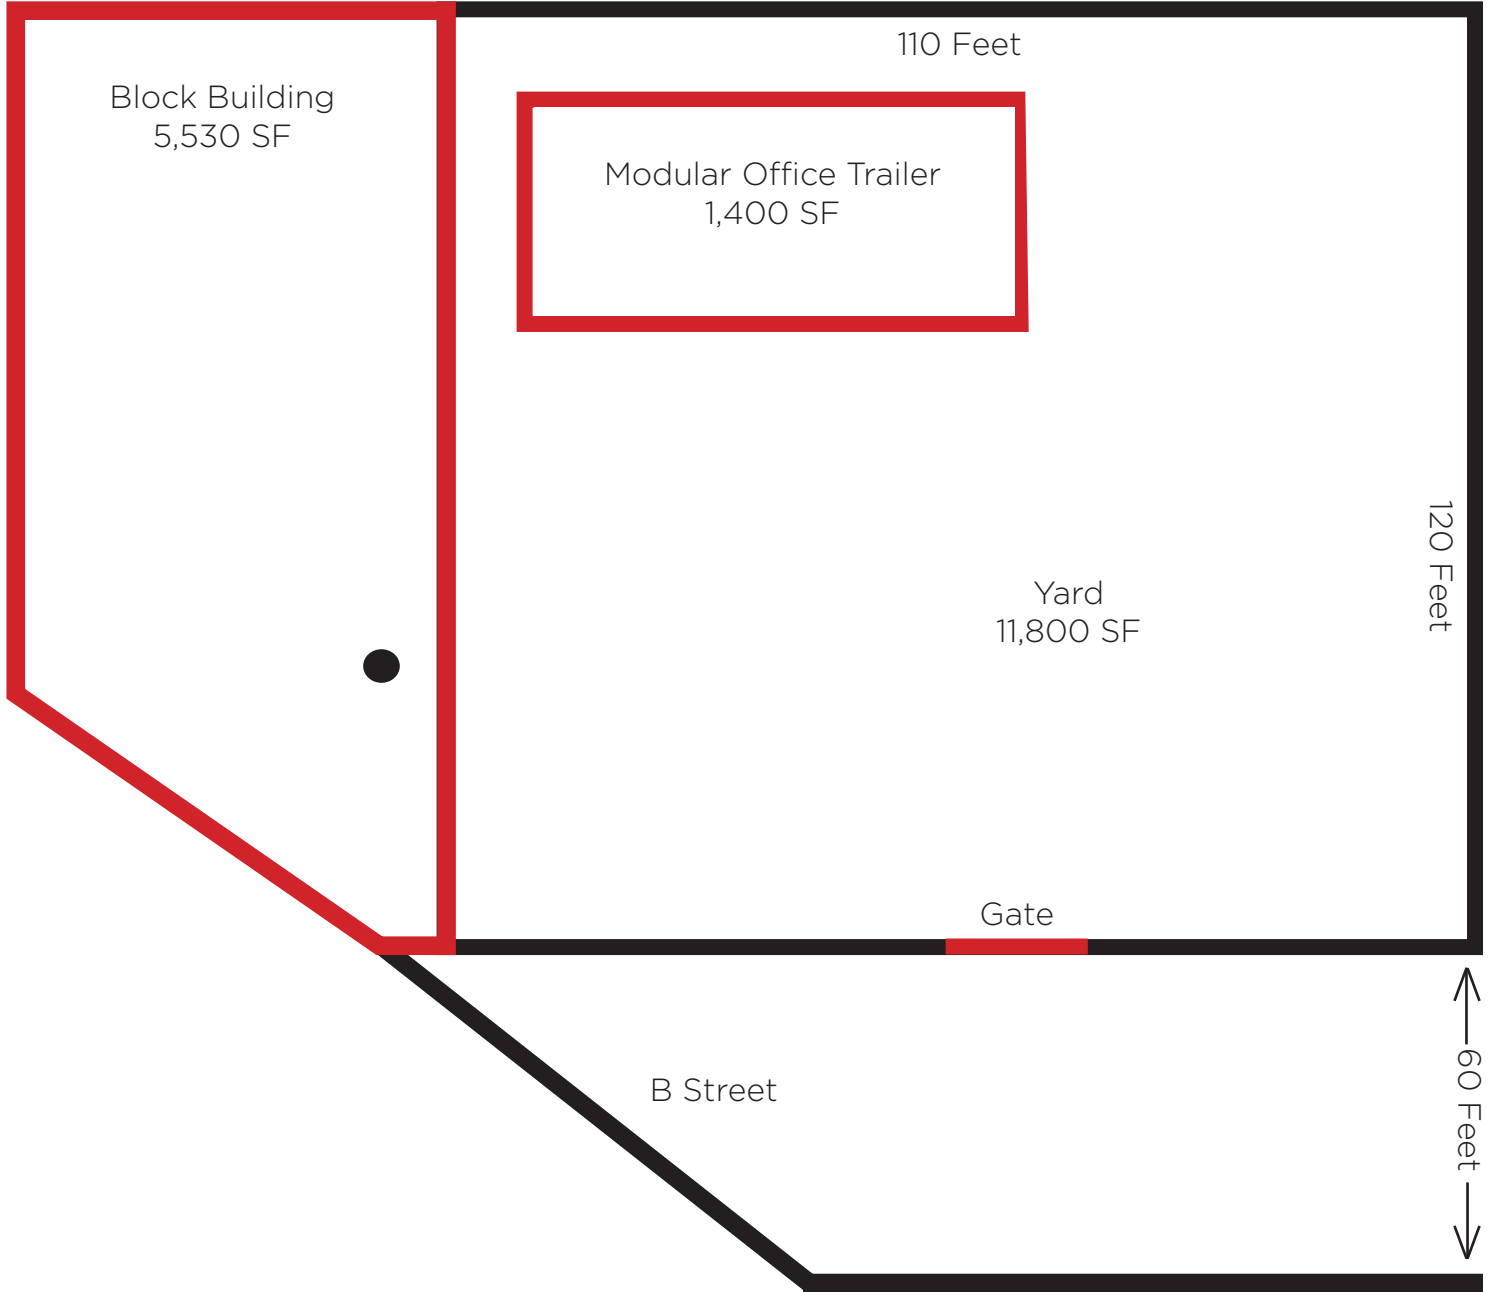 110 Feet
Block Building
5,530 SF
Modular Office Trailer
1,400 SF
120 Feet
Yard
11,800 SF
Gate
60 Feet
B Street